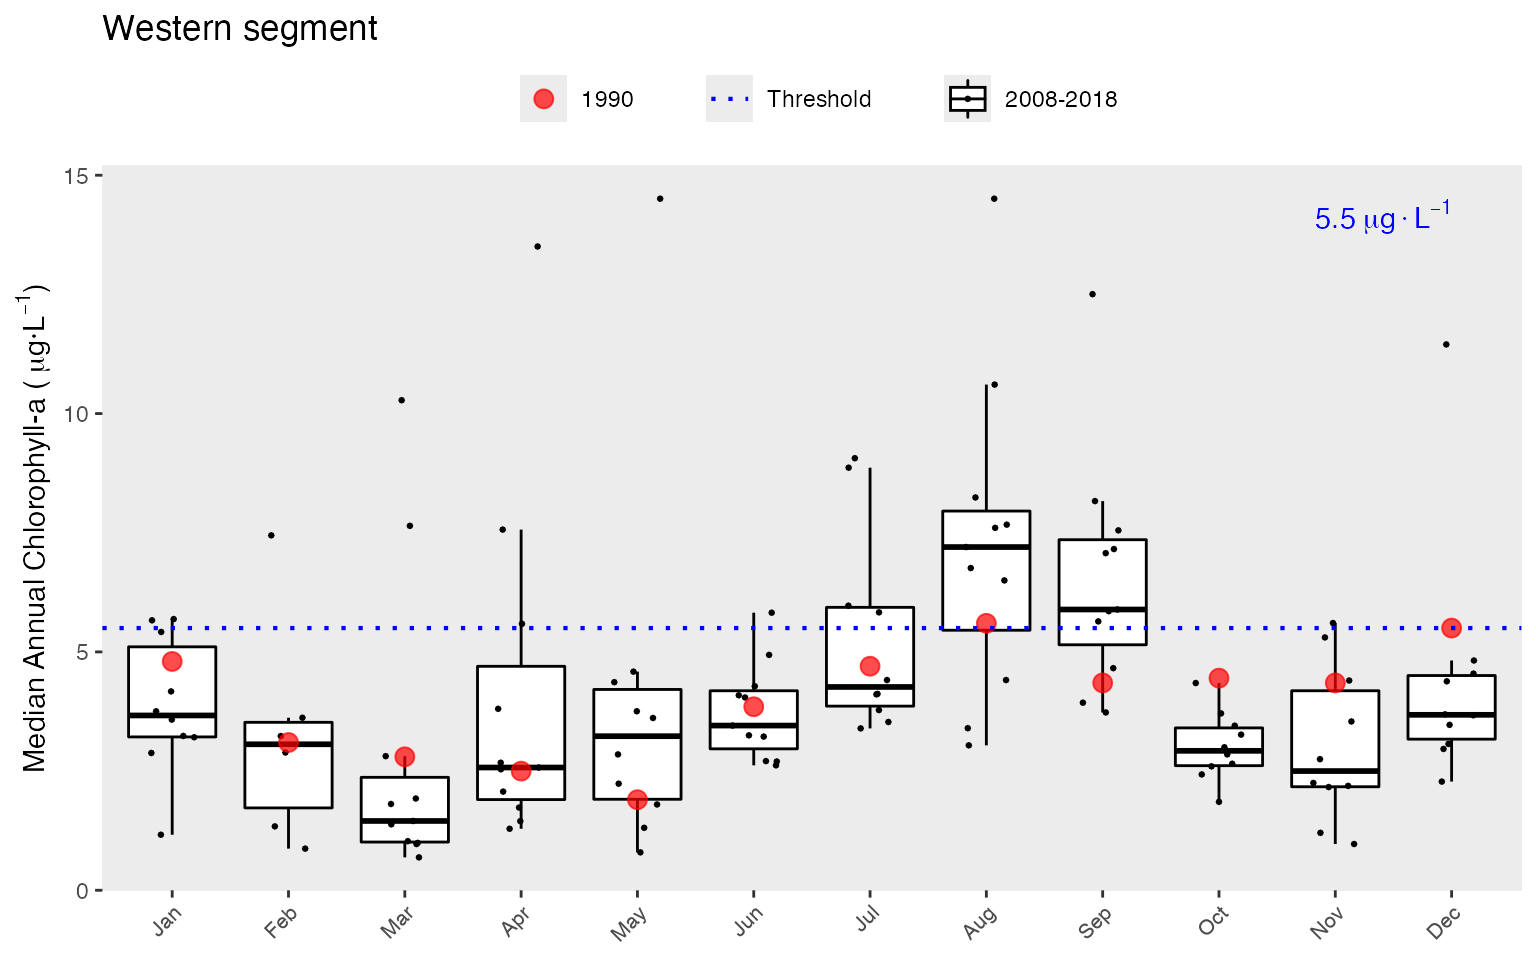 Western segment
1990 Threshold 2008-2018
Median Annual Chlorophyll-a ( μg·L⁻¹)
15
10
5
0
5.5 μg · L⁻¹
Jan Feb Mar Apr May Jun Jul Aug Sep Oct Nov Dec